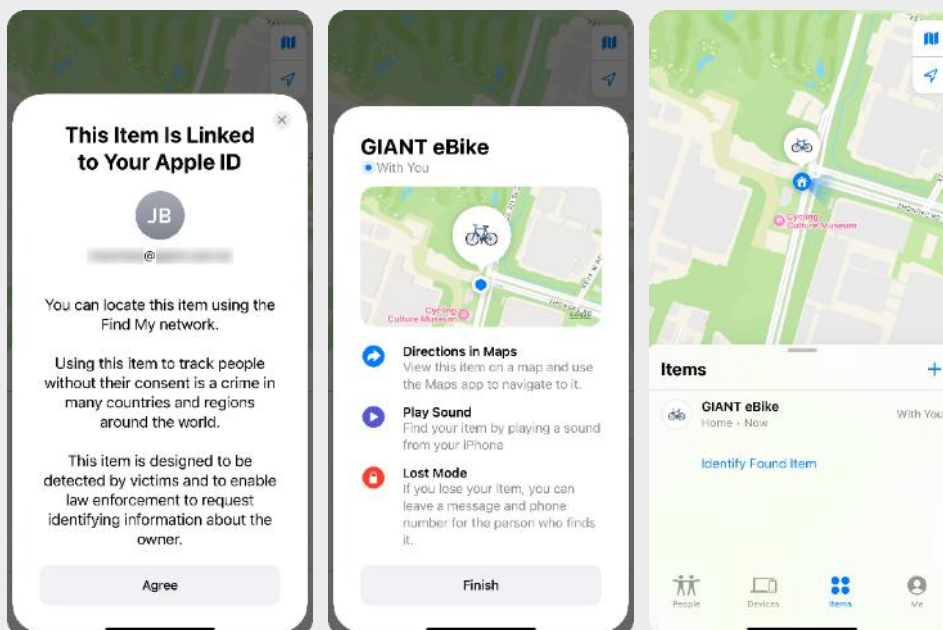 This Item Is Linked
to Your Apple ID
JB
@
You can locate this item using the
Find My network.
Using this item to track people
without their consent is a crime in
many countries and regions
around the world.
This item is designed to be
detected by victims and to enable
law enforcement to request
identifying information about the
owner.
Agree
GIANT eBike
With You
Cycling
Culture Museum
Directions in Maps
View this item on a map and use
the Maps app to navigate to it.
Play Sound
Find your item by playing a sound
from your iPhone
Lost Mode
If you lose your item, you can
leave a message and phone
number for the person who finds
it.
Finish
Cycling
Culture Museum
Items
+
GIANT eBike
Home • Now
With You
Identify Found Item
People
Devices
Items
Me